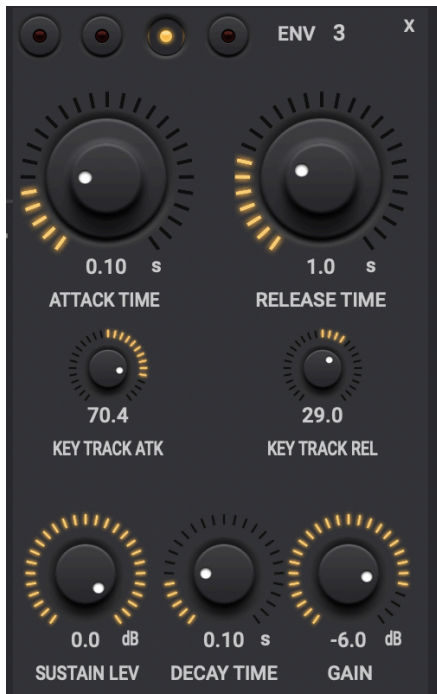 ENV 3 X
0.10 s 1.0 s
ATTACK TIME RELEASE TIME
70.4 29.0
KEY TRACK ATK KEY TRACK REL
0.0 dB 0.10 s -6.0 dB
SUSTAIN LEV DECAY TIME GAIN